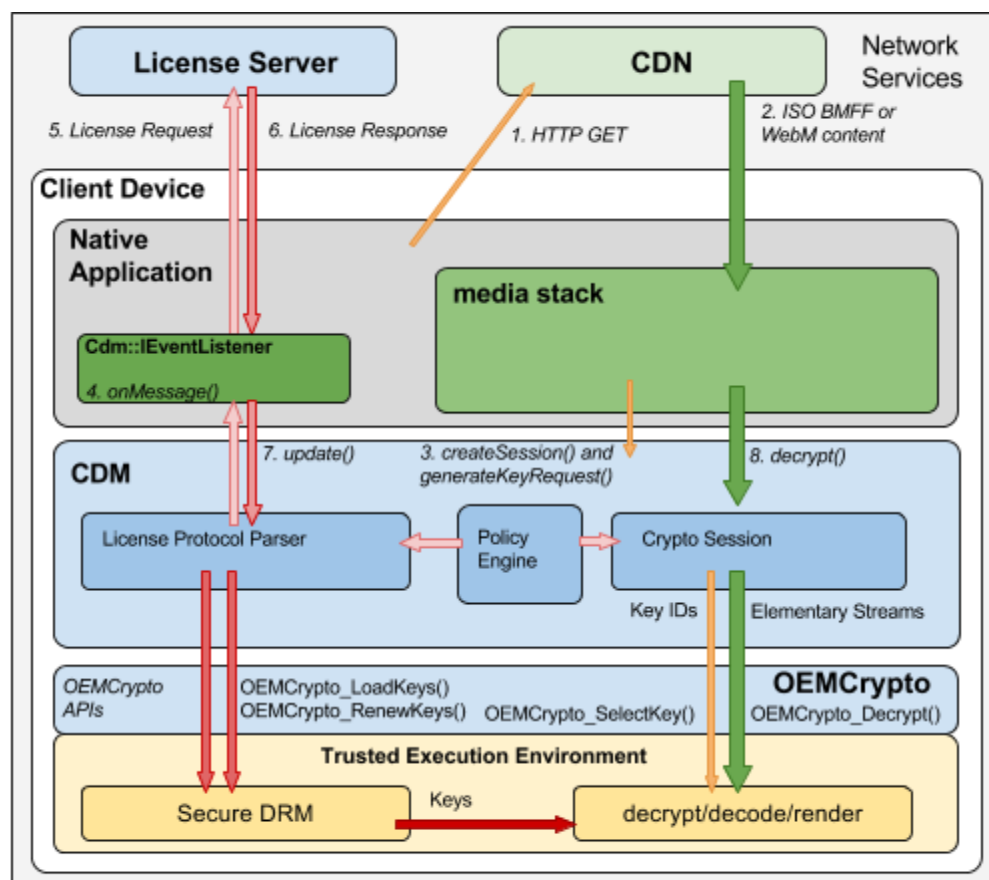 License Server
CDN
Network
Services
5. License Request
6. License Response
1. HTTP GET
2. ISO BMFF or
WebM content
Client Device
Native
Application
media stack
Cdm::IEventListener
4. onMessage()
CDM
7. update()
3. createSession() and
generateKeyRequest()
8. decrypt()
License Protocol Parser
Policy
Engine
Crypto Session
Key IDs
Elementary Streams
OEMCrypto
APIs
OEMCrypto_LoadKeys()
OEMCrypto_RenewKeys()
OEMCrypto_SelectKey()
OEMCrypto
OEMCrypto_Decrypt()
Trusted Execution Environment
Secure DRM
Keys
decrypt/decode/render